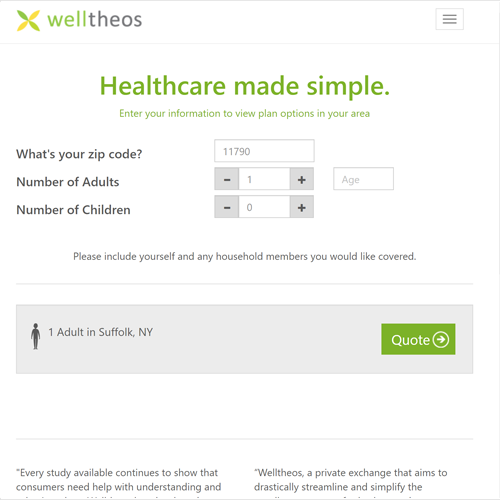 welltheos
Healthcare made simple.
Enter your information to view plan options in your area
What's your zip code?
11790
Number of Adults
− 1 + Age
Number of Children
− 0 +
Please include yourself and any household members you would like covered.
1 Adult in Suffolk, NY
Quote
"Every study available continues to show that
consumers need help with understanding and
"Welltheos, a private exchange that aims to
drastically streamline and simplify the